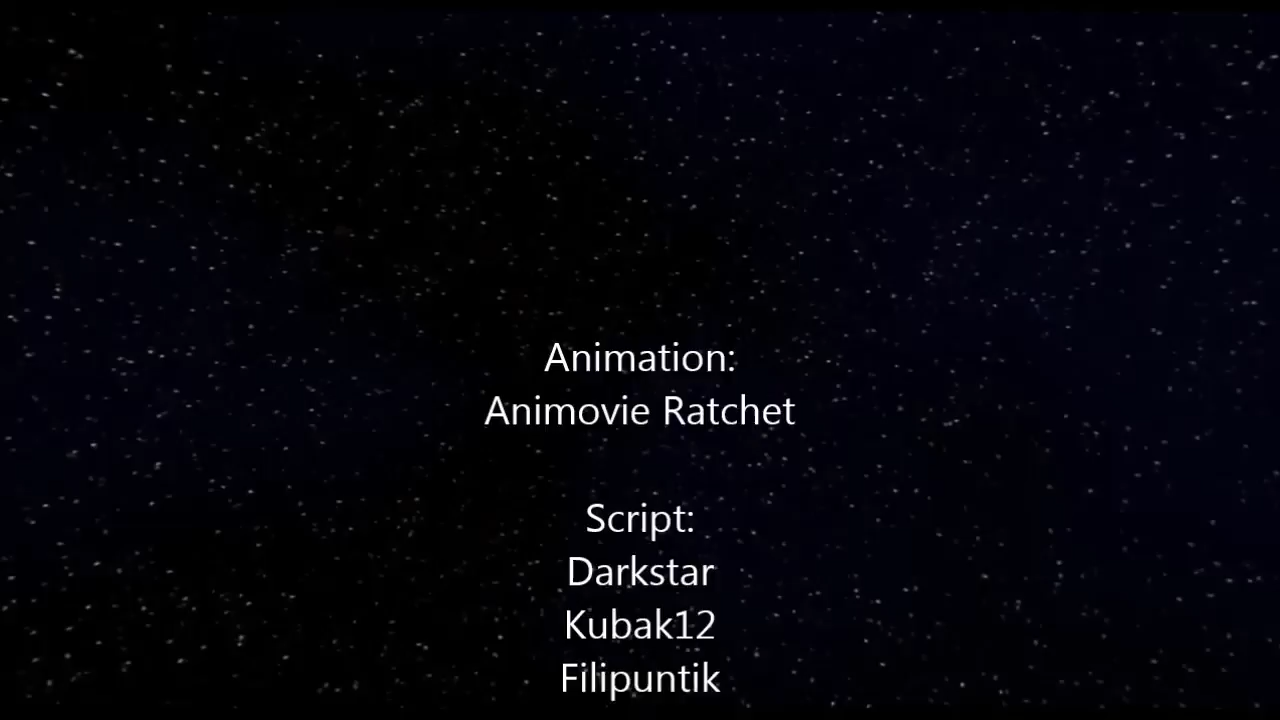 Animation:
Animovie Ratchet
Script:
Darkstar
Kubak12
Filipuntik